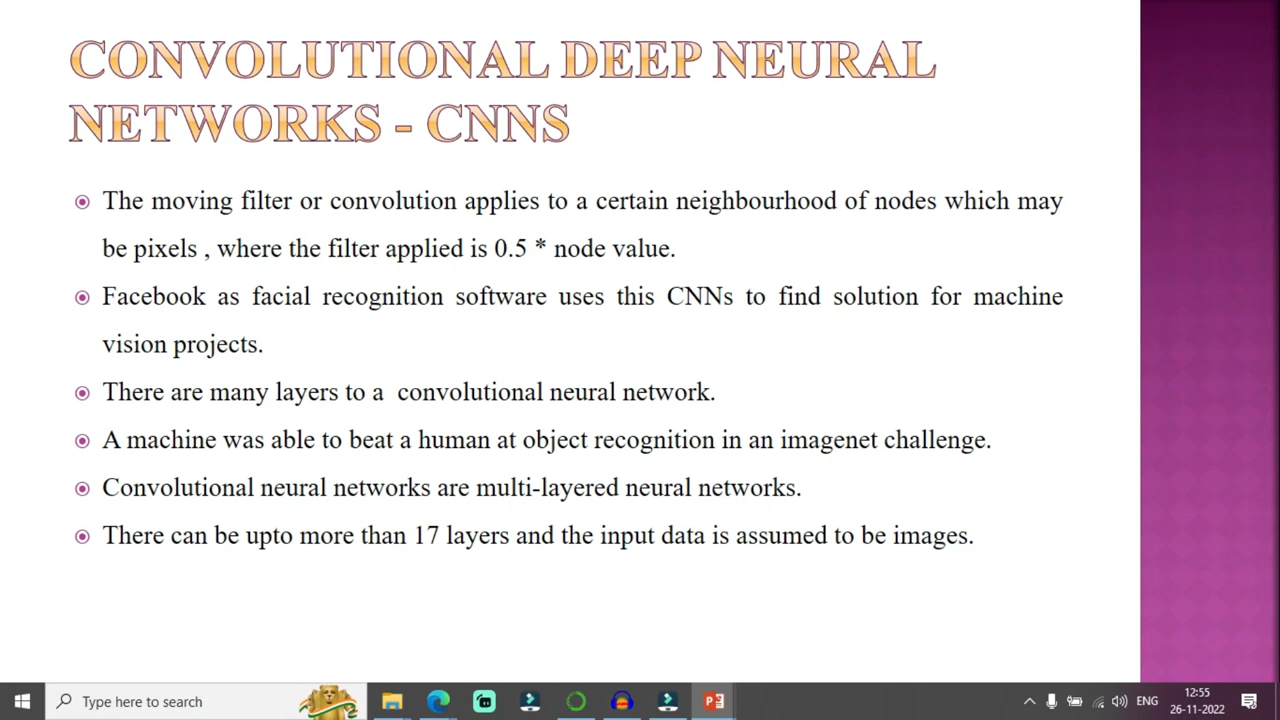 CONVOLUTIONAL DEEP NEURAL
NETWORKS - CNNS
The moving filter or convolution applies to a certain neighbourhood of nodes which may
be pixels , where the filter applied is 0.5 * node value.
Facebook as facial recognition software uses this CNNs to find solution for machine
vision projects.
There are many layers to a convolutional neural network.
A machine was able to beat a human at object recognition in an imagenet challenge.
Convolutional neural networks are multi-layered neural networks.
There can be upto more than 17 layers and the input data is assumed to be images.
Type here to search
ENG
12:55
26-11-2022